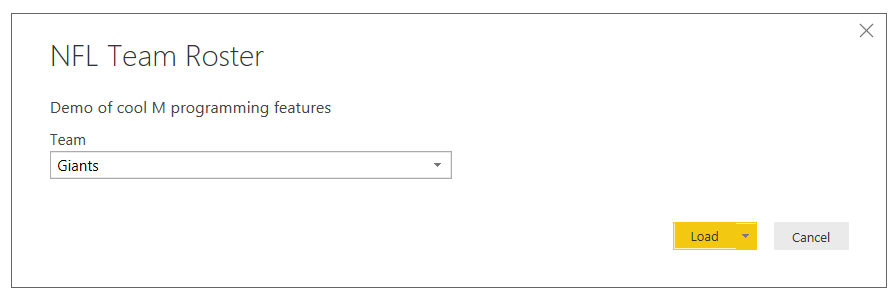 NFL Team Roster
Demo of cool M programming features
Team
Giants
Load
Cancel